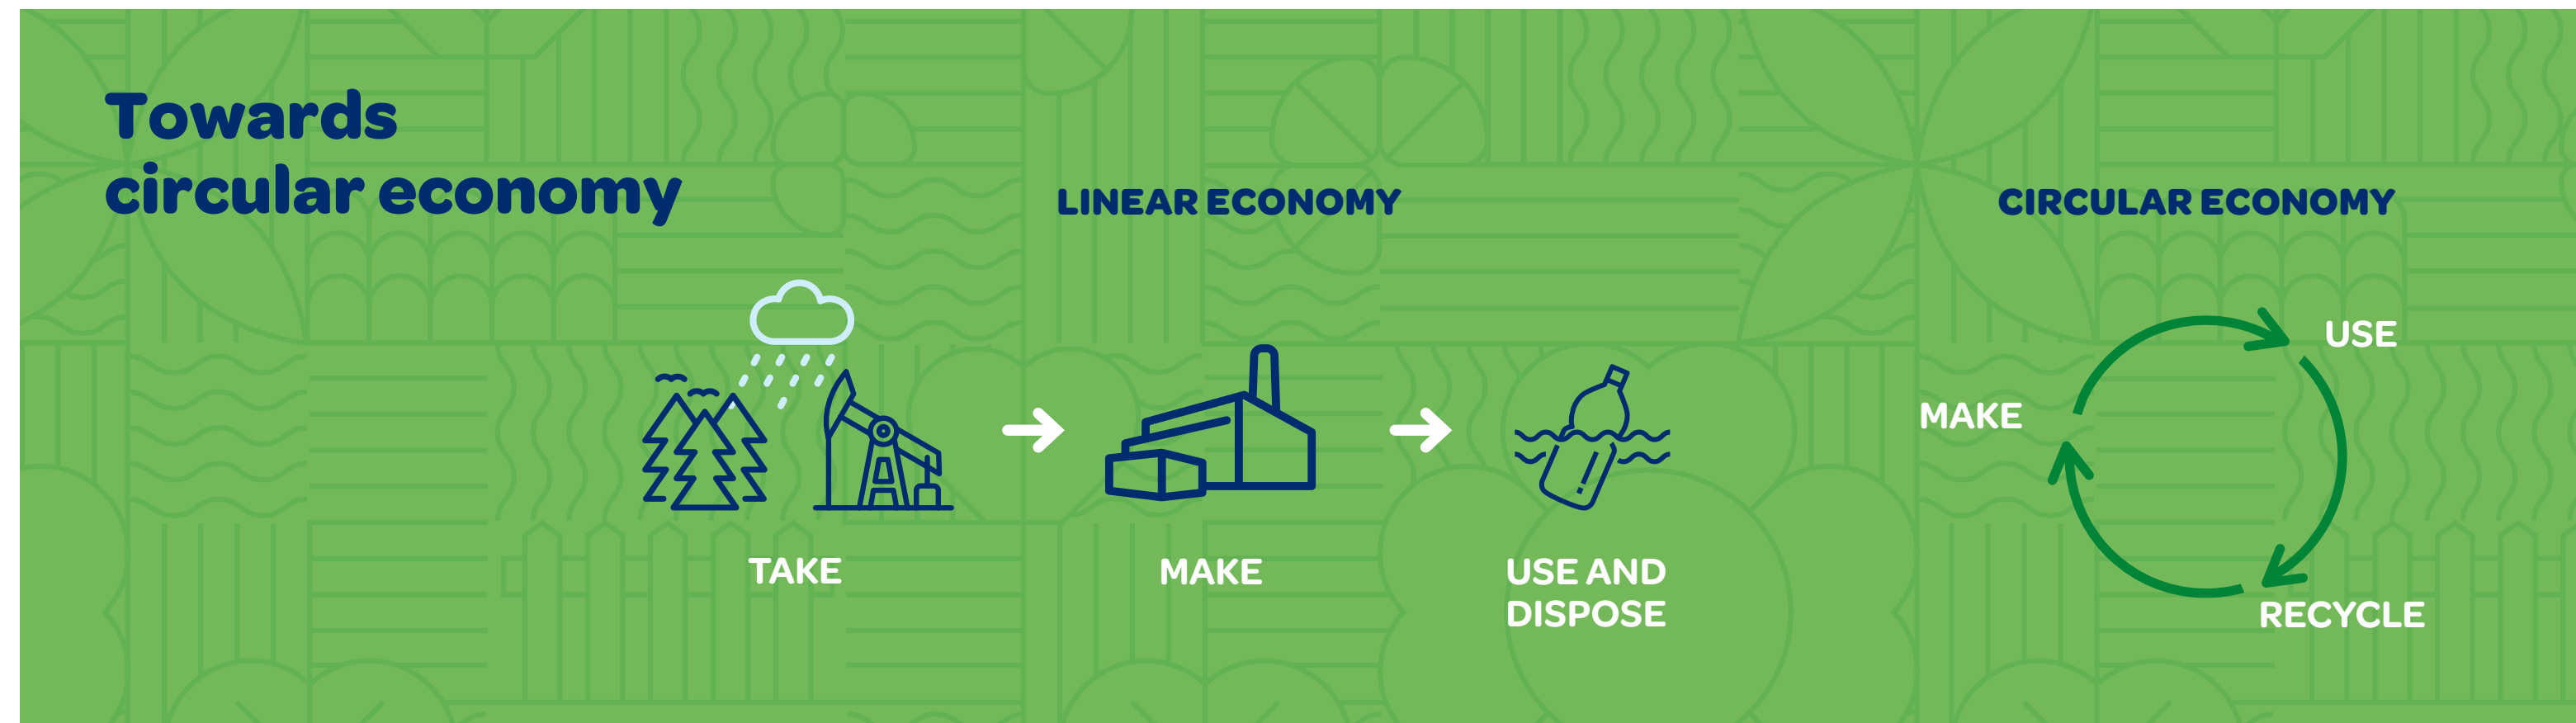 Towards
circular economy
LINEAR ECONOMY
TAKE
MAKE
USE AND
DISPOSE
CIRCULAR ECONOMY
USE
MAKE
RECYCLE